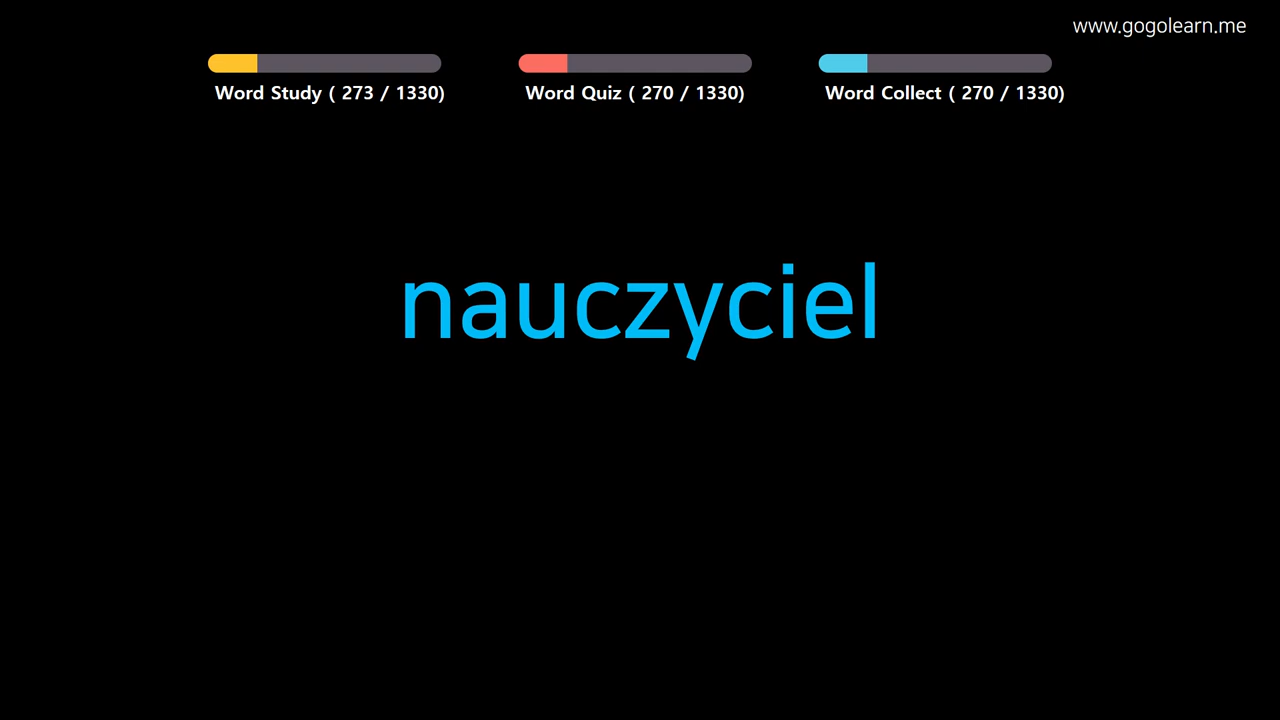 www.gogolearn.me
Word Study ( 273 / 1330)
Word Quiz ( 270 / 1330)
Word Collect ( 270 / 1330)
nauczyciel